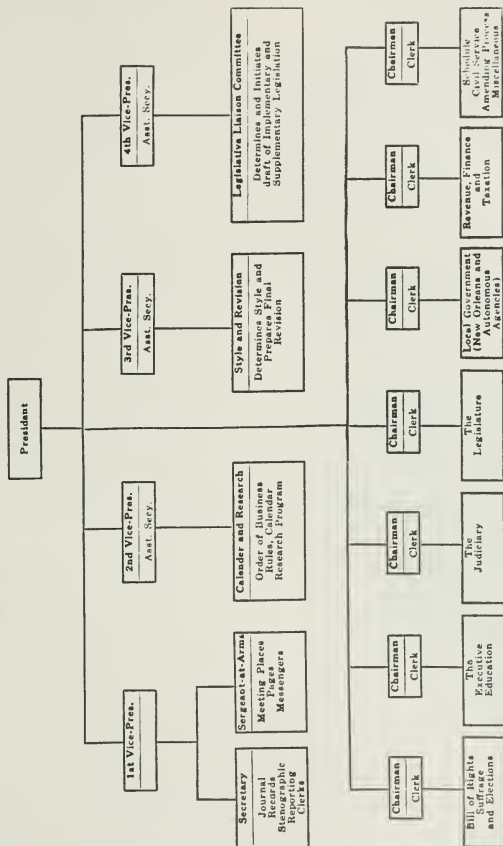 President
1st Vice-Pres.
2nd Vice-Pres.
Asst. Secy.
3rd Vice-Pres.
Asst. Secy.
4th Vice-Pres.
Asst. Secy.
Secretary
Journal
Records
Stenographic
Reporting
Clerks
Sergeant-at-Arms
Meeting Places
Pages
Messengers
Calander and Research
Order of Business
Rules, Calendar
Research Program
Style and Revision
Determines Style and
Prepares Final
Revision
Legislative Liaison Committee
Determines and Initiates
draft of Implementary and
Supplementary Legislation
Chairman
Clerk
Chairman
Clerk
Chairman
Clerk
Chairman
Clerk
Chairman
Clerk
Chairman
Clerk
Chairman
Clerk
Bill of Rights
Suffrage
and Elections
The
Executive
Education
The
Judiciary
The
Legislature
Local Government
(New Orleans and
Autonomous
Agencies)
Revenue, Finance
and
Taxation
Schedule
Civil Service
Amending Process
Miscellaneous